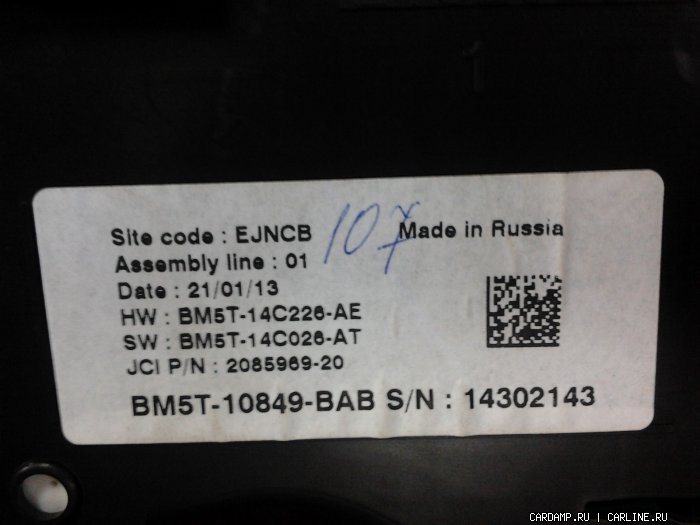 1
Site code : EJNCB 107 Made in Russia
Assembly line : 01
Date : 21/01/13
HW : BM5T-14C226-AE
SW : BM5T-14C026-AT
JCI P/N : 2085969-20
BM5T-10849-BAB S/N : 14302143
CARDAMP.RU | CARLINE.RU